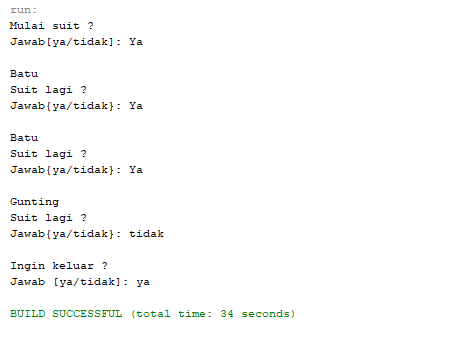 run:
Mulai suit ?
Jawab[ya/tidak]: Ya
Batu
Suit lagi ?
Jawab{ya/tidak}: Ya
Batu
Suit lagi ?
Jawab{ya/tidak}: Ya
Gunting
Suit lagi ?
Jawab{ya/tidak}: tidak
Ingin keluar ?
Jawab [ya/tidak]: ya
BUILD SUCCESSFUL (total time: 34 seconds)